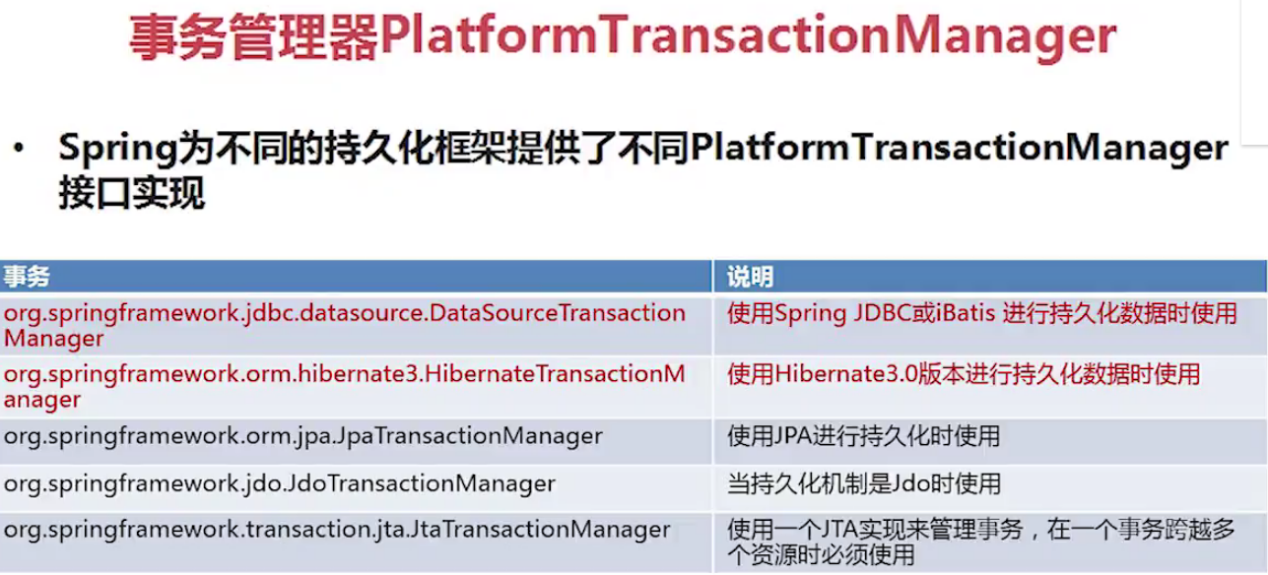 事务管理器PlatformTransactionManager
• Spring为不同的持久化框架提供了不同PlatformTransactionManager
接口实现
事务 说明
org.springframework.jdbc.datasource.DataSourceTransaction
Manager
使用Spring JDBC或iBatis 进行持久化数据时使用
org.springframework.orm.hibernate3.HibernateTransactionM
anager
使用Hibernate3.0版本进行持久化数据时使用
org.springframework.orm.jpa.JpaTransactionManager
使用JPA进行持久化时使用
org.springframework.jdo.JdoTransactionManager
当持久化机制是Jdo时使用
org.springframework.transaction.jta.JtaTransactionManager
使用一个JTA实现来管理事务，在一个事务跨越多
个资源时必须使用